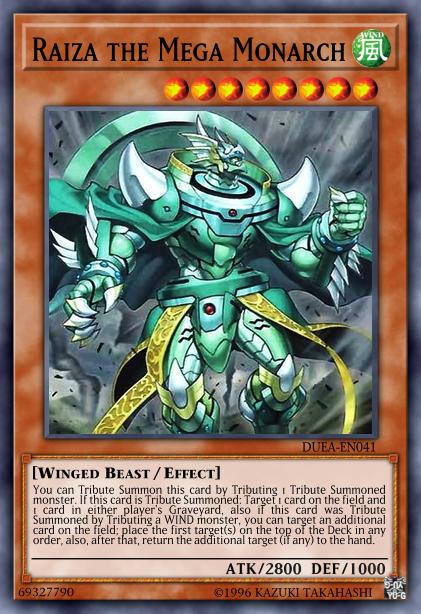 RAIZA THE MEGA MONARCH
WIND
風
DUEA-EN041
[WINGED BEAST / EFFECT]
You can Tribute Summon this card by Tributing 1 Tribute Summoned
monster. If this card is Tribute Summoned: Target 1 card on the field and
1 card in either player's Graveyard, also if this card was Tribute
Summoned by Tributing a WIND monster, you can target an additional
card on the field; place the first target(s) on the top of the Deck in any
order, also, after that, return the additional target (if any) to the hand.
ATK/2800 DEF/1000
69327790
©1996 KAZUKI TAKAHASHI